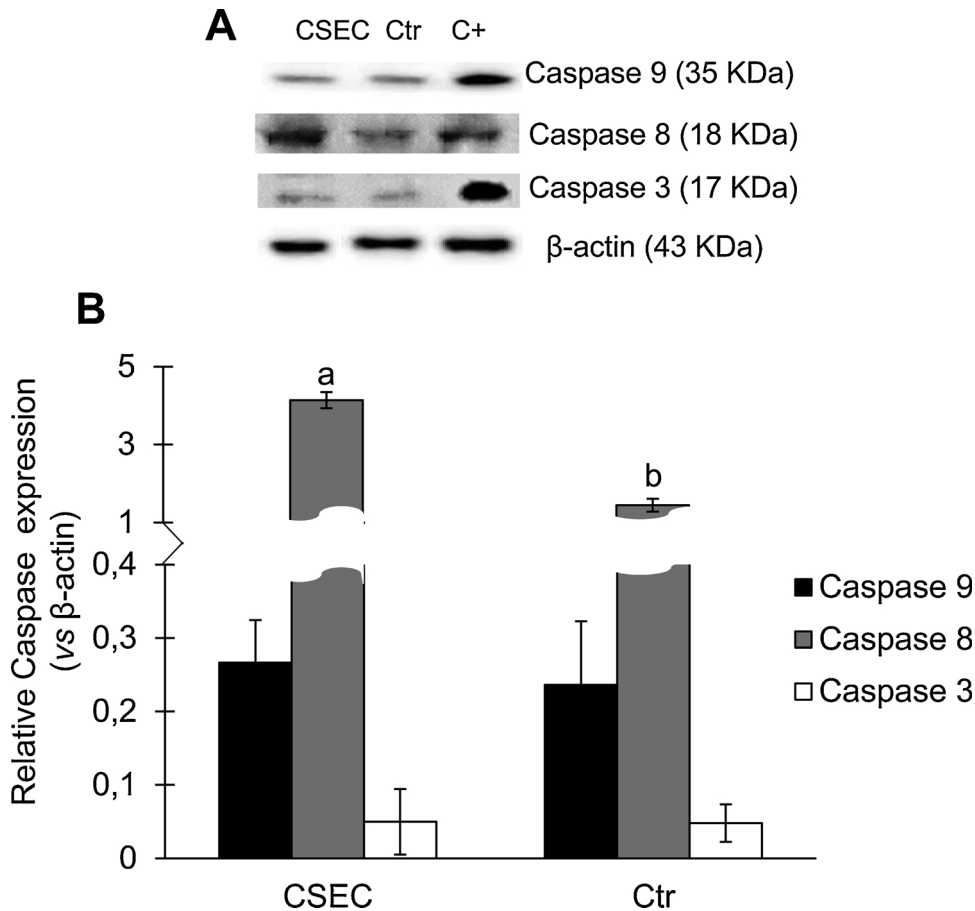 A
CSEC Ctr C+
Caspase 9 (35 KDa)
Caspase 8 (18 KDa)
Caspase 3 (17 KDa)
β-actin (43 KDa)
B
Relative Caspase expression
(vs β-actin)
5
3
1
0,4
0,3
0,2
0,1
0
a
b
Caspase 9
Caspase 8
Caspase 3
CSEC Ctr